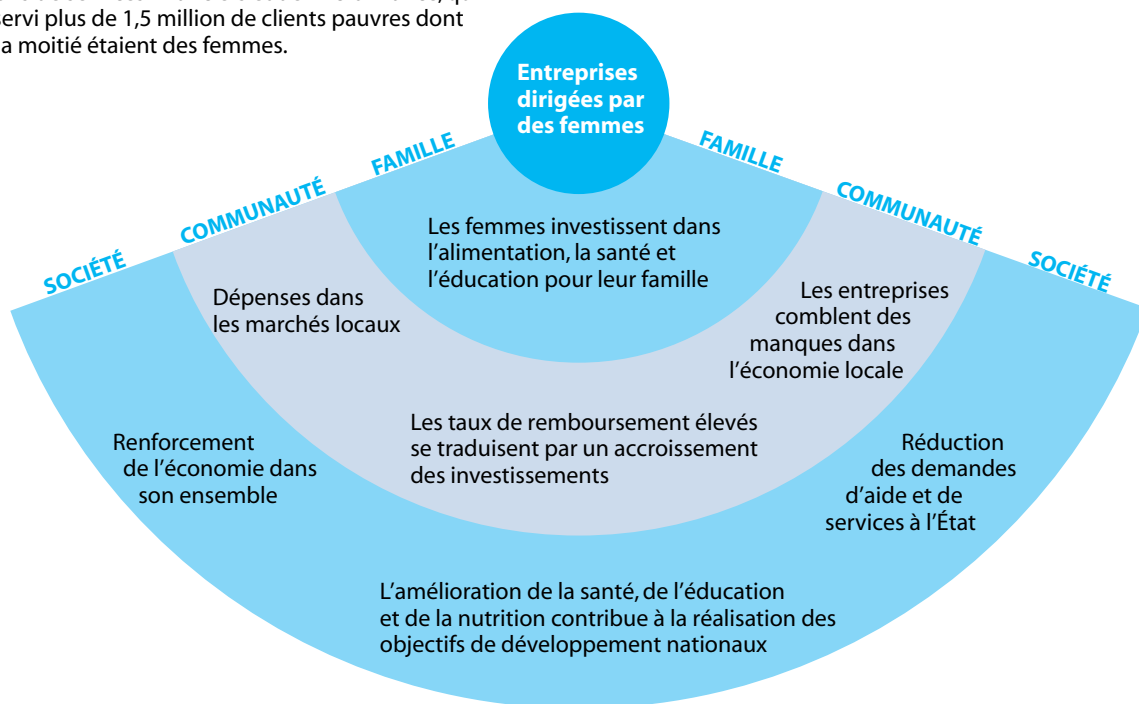 servi plus de 1,5 million de clients pauvres dont
a moitié étaient des femmes.
Entreprises
dirigées par
des femmes
FAMILLE
FAMILLE
COMMUNAUTÉ
COMMUNAUTÉ
SOCIÉTÉ
SOCIÉTÉ
Les femmes investissent dans
l’alimentation, la santé et
l’éducation pour leur famille
Dépenses dans
les marchés locaux
Les entreprises
comblent des
manques dans
l’économie locale
Les taux de remboursement élevés
se traduisent par un accroissement
des investissements
Renforcement
de l’économie dans
son ensemble
Réduction
des demandes
d’aide et de
services à l’État
L’amélioration de la santé, de l’éducation
et de la nutrition contribue à la réalisation des
objectifs de développement nationaux